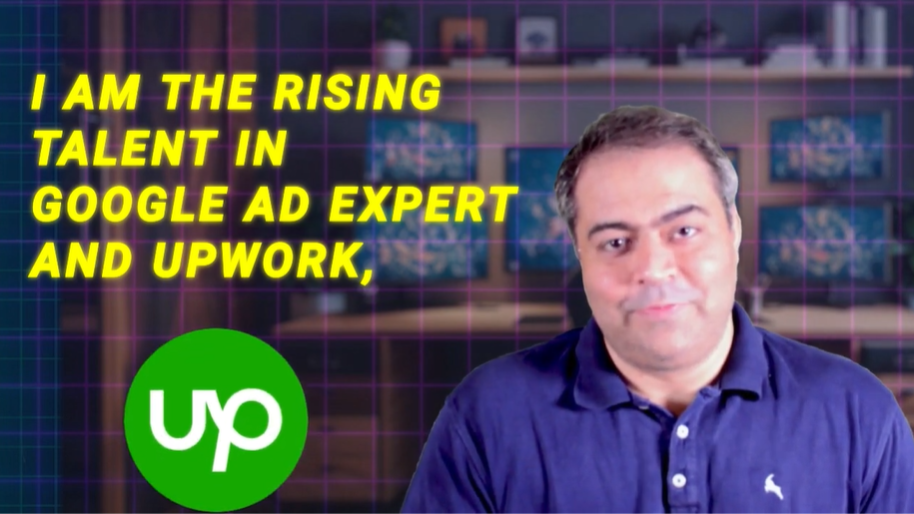 I AM THE RISING
TALENT IN
GOOGLE AD EXPERT
AND UPWORK,
up